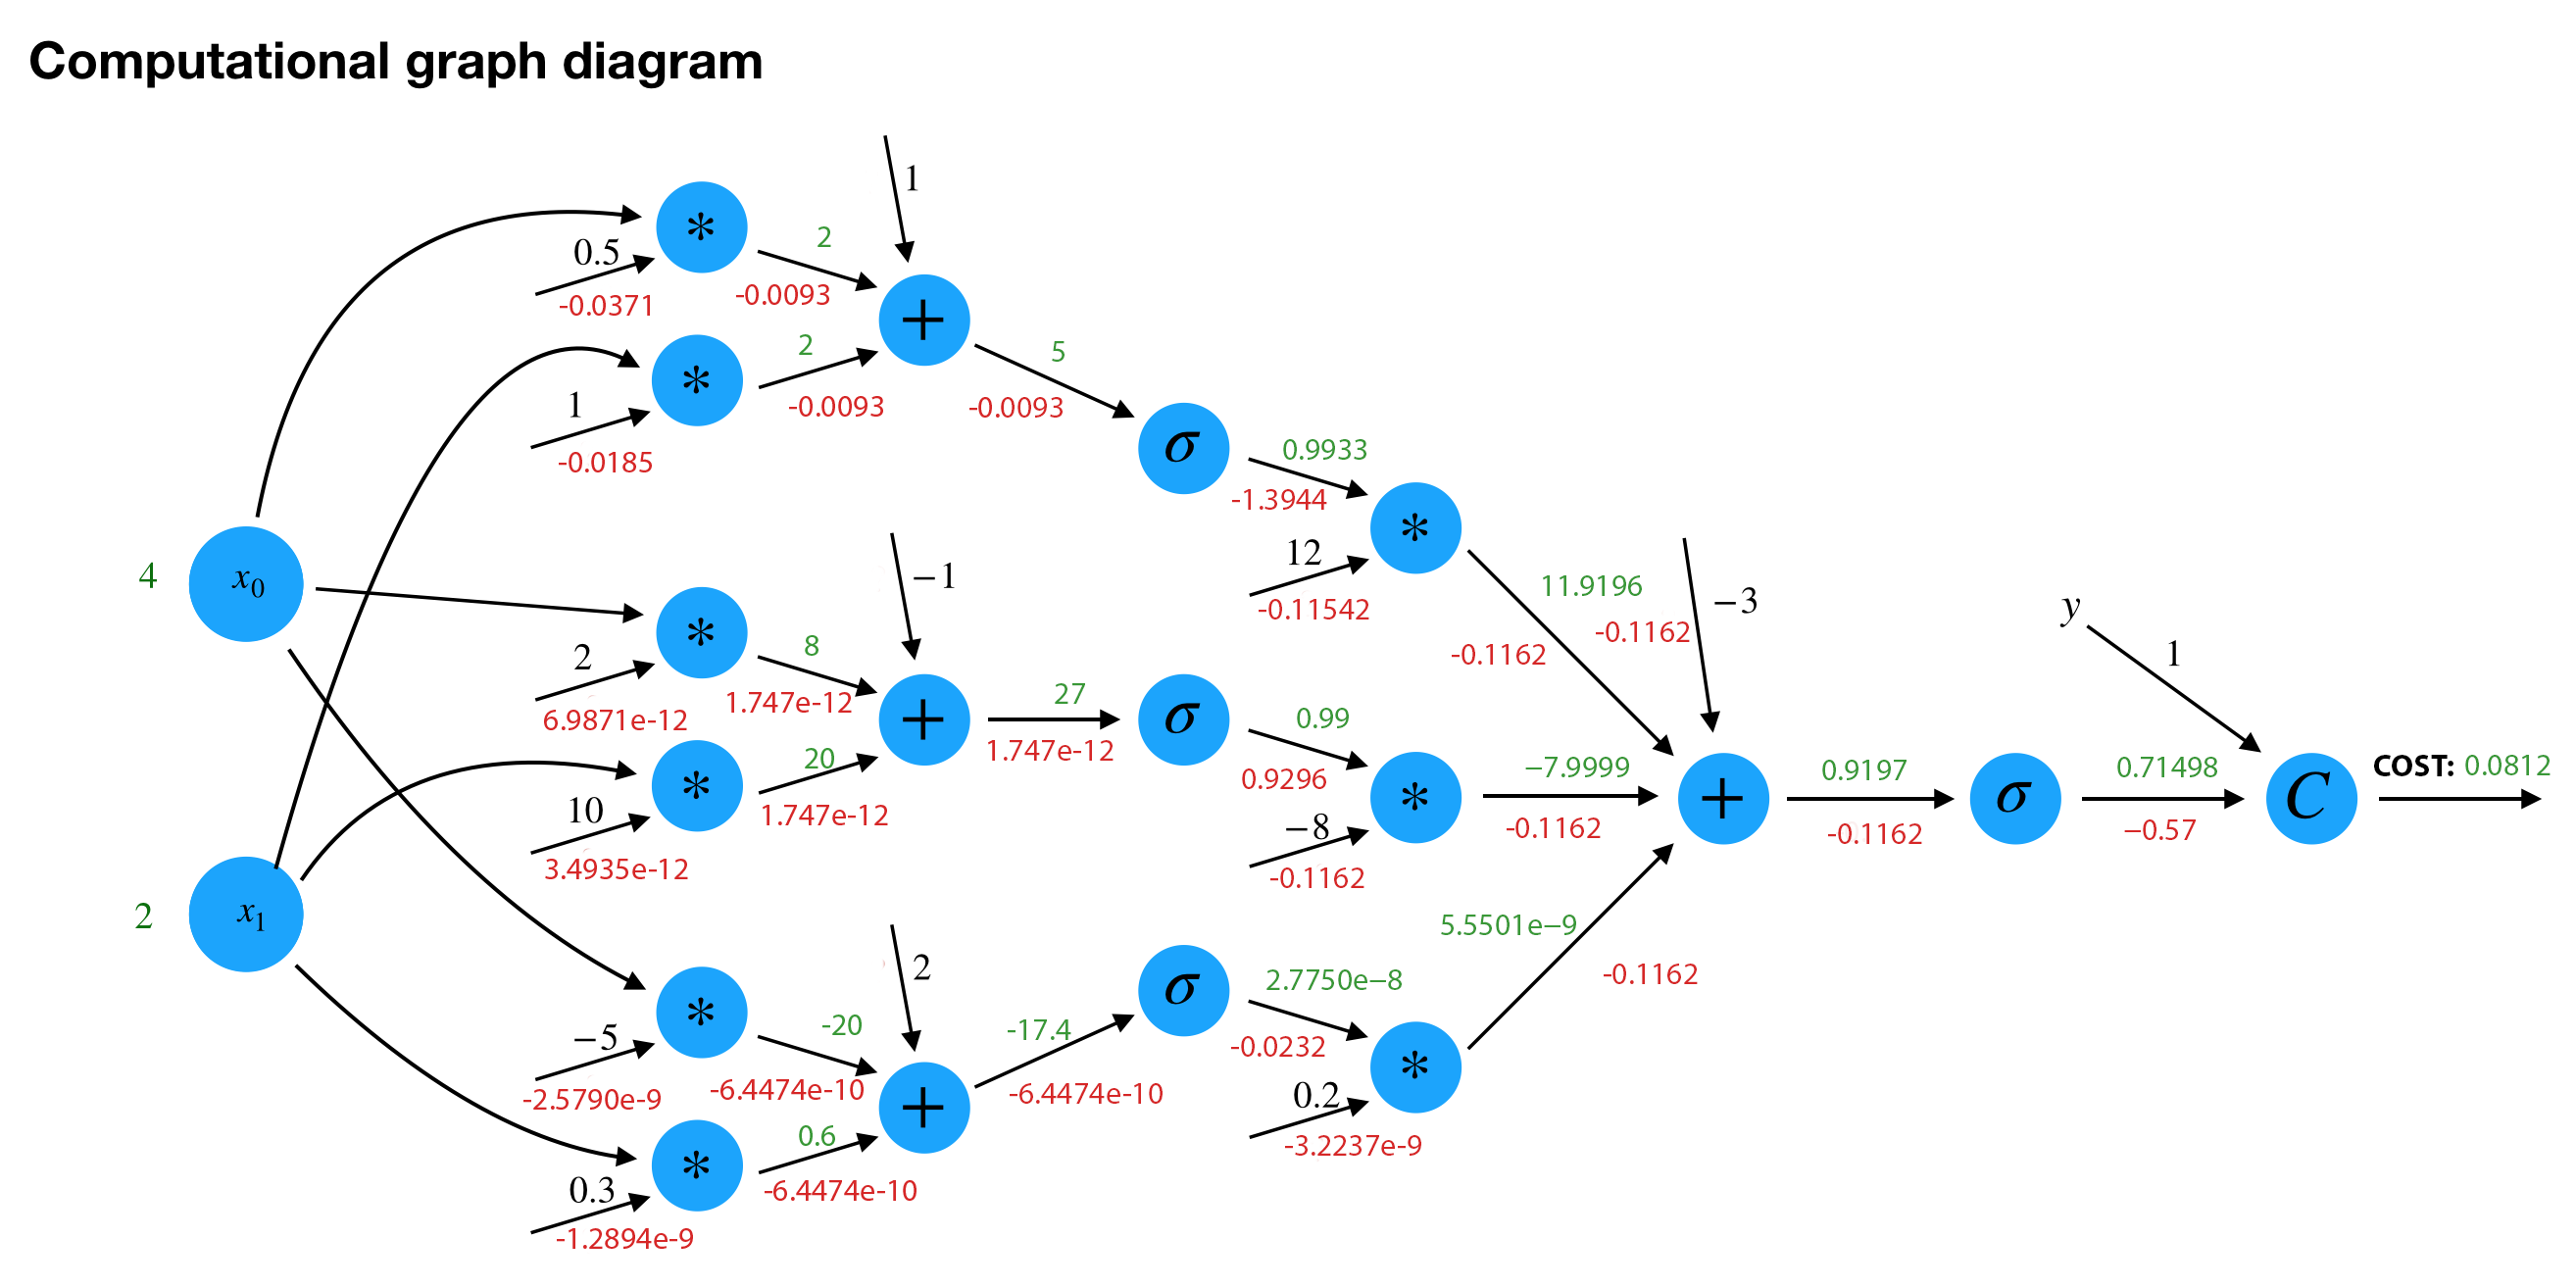 Computational graph diagram
1
*
2
0.5
-0.0371
-0.0093
+
2
5
*
1
-0.0093
-0.0093
-0.0185
σ
0.9933
-1.3944
*
12
-0.11542
11.9196
-0.1162
-0.1162
−3
4
x0
−1
*
8
2
6.9871e-12
1.747e-12
+
27
1.747e-12
σ
0.99
0.9296
20
*
10
1.747e-12
3.4935e-12
*
−8
-0.1162
−7.9999
-0.1162
+
0.9197
-0.1162
σ
0.71498
−0.57
y
1
C
COST: 0.0812
2
x1
2
*
-20
−5
-2.5790e-9
-6.4474e-10
+
-17.4
-6.4474e-10
σ
2.7750e−8
-0.0232
*
0.2
-3.2237e-9
5.5501e−9
-0.1162
0.6
*
0.3
-6.4474e-10
-1.2894e-9